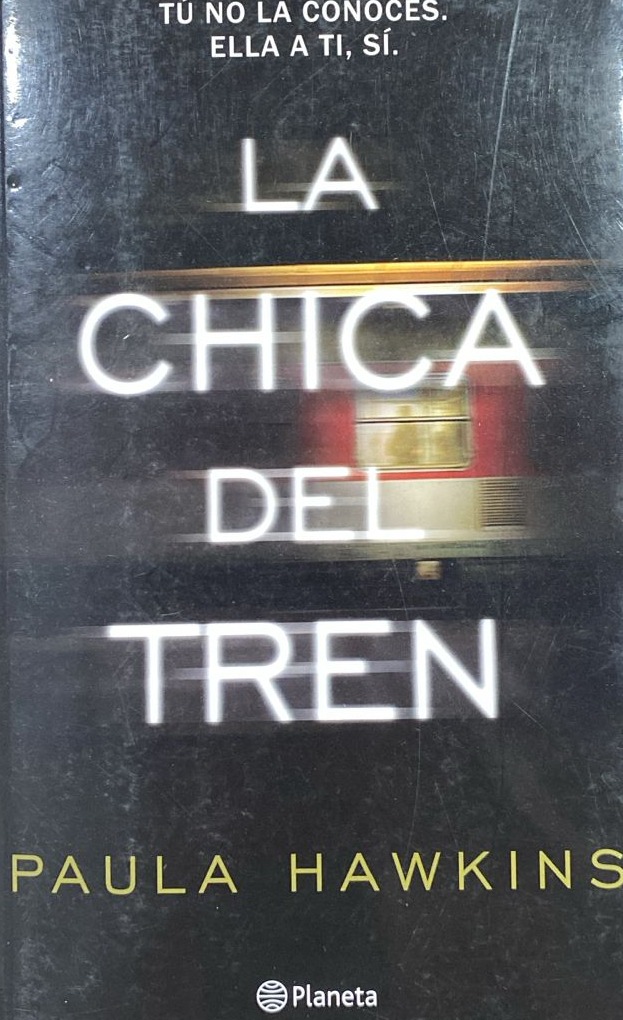 TÚ NO LA CONOCES.
ELLA A TI, SÍ.
LA
CHICA
DEL
TREN
PAULA HAWKINS
Planeta